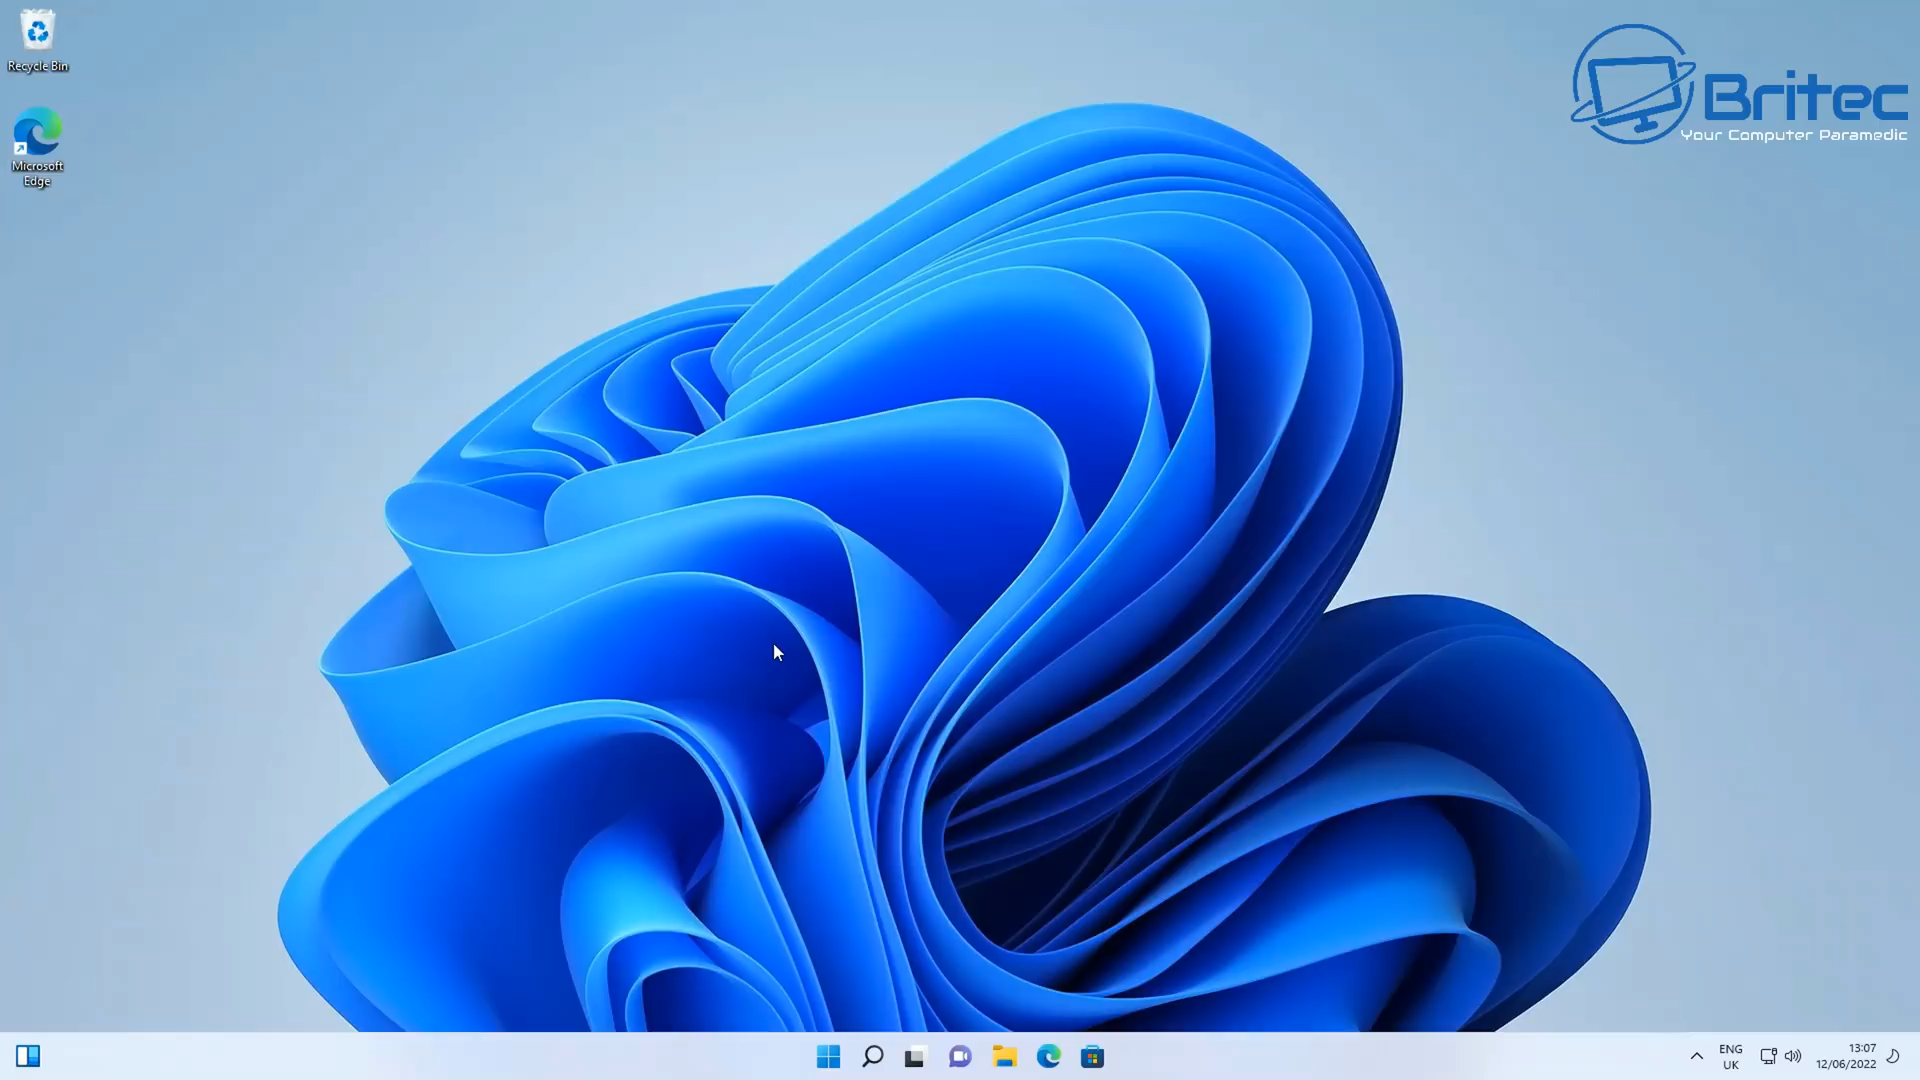 Recycle Bin
Microsoft
Edge
Britec
Your Computer Paramedic
ENG
UK
13:07
12/06/2022